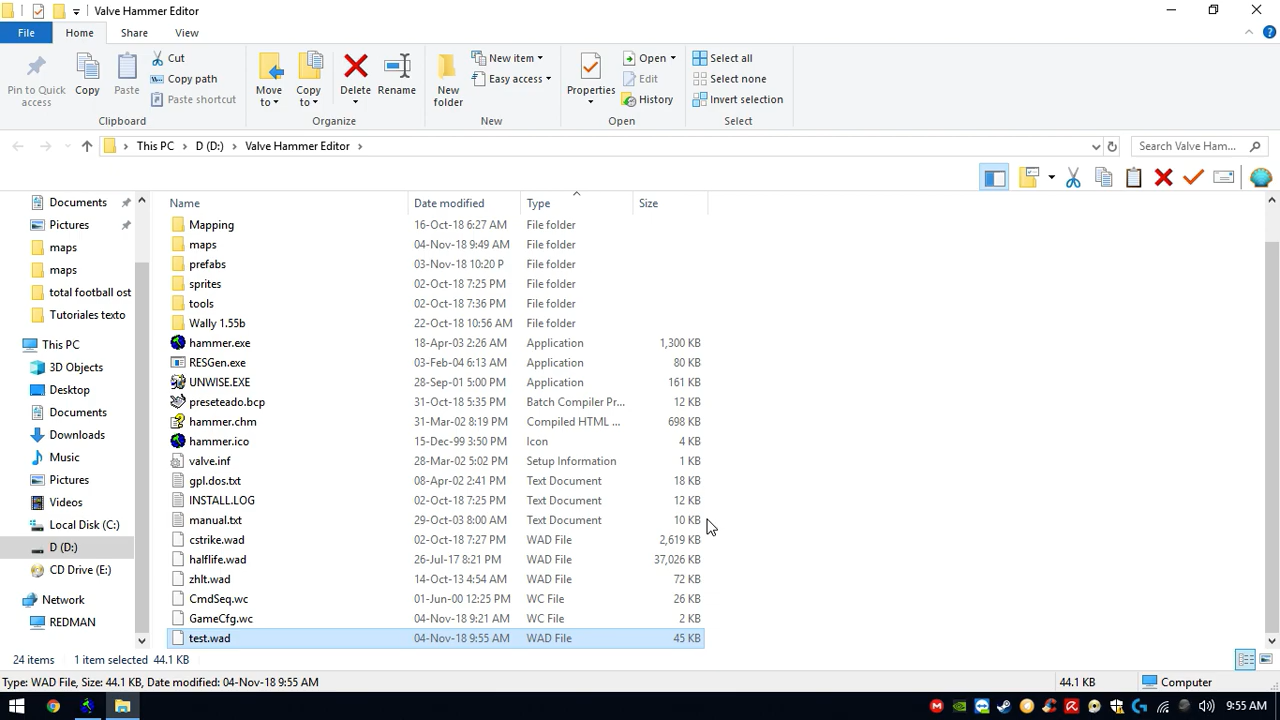 Valve Hammer Editor
File Home Share View
Pin to Quick access
Copy
Paste
Cut
Copy path
Paste shortcut
Clipboard
Move to
Copy to
Delete
Rename
Organize
New folder
New item
Easy access
New
Properties
Open
Edit
History
Open
Select all
Select none
Invert selection
Select
This PC D (D:) Valve Hammer Editor
Search Valve Ham...
Documents
Pictures
maps
maps
total football ost
Tutoriales texto
This PC
3D Objects
Desktop
Documents
Downloads
Music
Pictures
Videos
Local Disk (C:)
D (D:)
CD Drive (E:)
Network
REDMAN
Name Date modified Type Size
Mapping 16-Oct-18 6:27 AM File folder
maps 04-Nov-18 9:49 AM File folder
prefabs 03-Nov-18 10:20 P File folder
sprites 02-Oct-18 7:25 PM File folder
tools 02-Oct-18 7:36 PM File folder
Wally 1.55b 22-Oct-18 10:56 AM File folder
hammer.exe 18-Apr-03 2:26 AM Application 1,300 KB
RESGen.exe 03-Feb-04 6:13 AM Application 80 KB
UNWISE.EXE 28-Sep-01 5:00 PM Application 161 KB
preseteado.bcp 31-Oct-18 5:35 PM Batch Compiler Pr... 12 KB
hammer.chm 31-Mar-02 8:19 PM Compiled HTML ... 698 KB
hammer.ico 15-Dec-99 3:50 PM Icon 4 KB
valve.inf 28-Mar-02 5:02 PM Setup Information 1 KB
gpl.dos.txt 08-Apr-02 2:41 PM Text Document 18 KB
INSTALL.LOG 02-Oct-18 7:25 PM Text Document 12 KB
manual.txt 29-Oct-03 8:00 AM Text Document 10 KB
cstrike.wad 02-Oct-18 7:27 PM WAD File 2,619 KB
halflife.wad 26-Jul-17 8:21 PM WAD File 37,026 KB
zhlt.wad 14-Oct-13 4:54 AM WAD File 72 KB
CmdSeq.wc 01-Jun-00 12:25 PM WC File 26 KB
GameCfg.wc 04-Nov-18 9:21 AM WC File 2 KB
test.wad 04-Nov-18 9:55 AM WAD File 45 KB
24 items 1 item selected 44.1 KB
Type: WAD File, Size: 44.1 KB, Date modified: 04-Nov-18 9:55 AM 44.1 KB Computer
9:55 AM